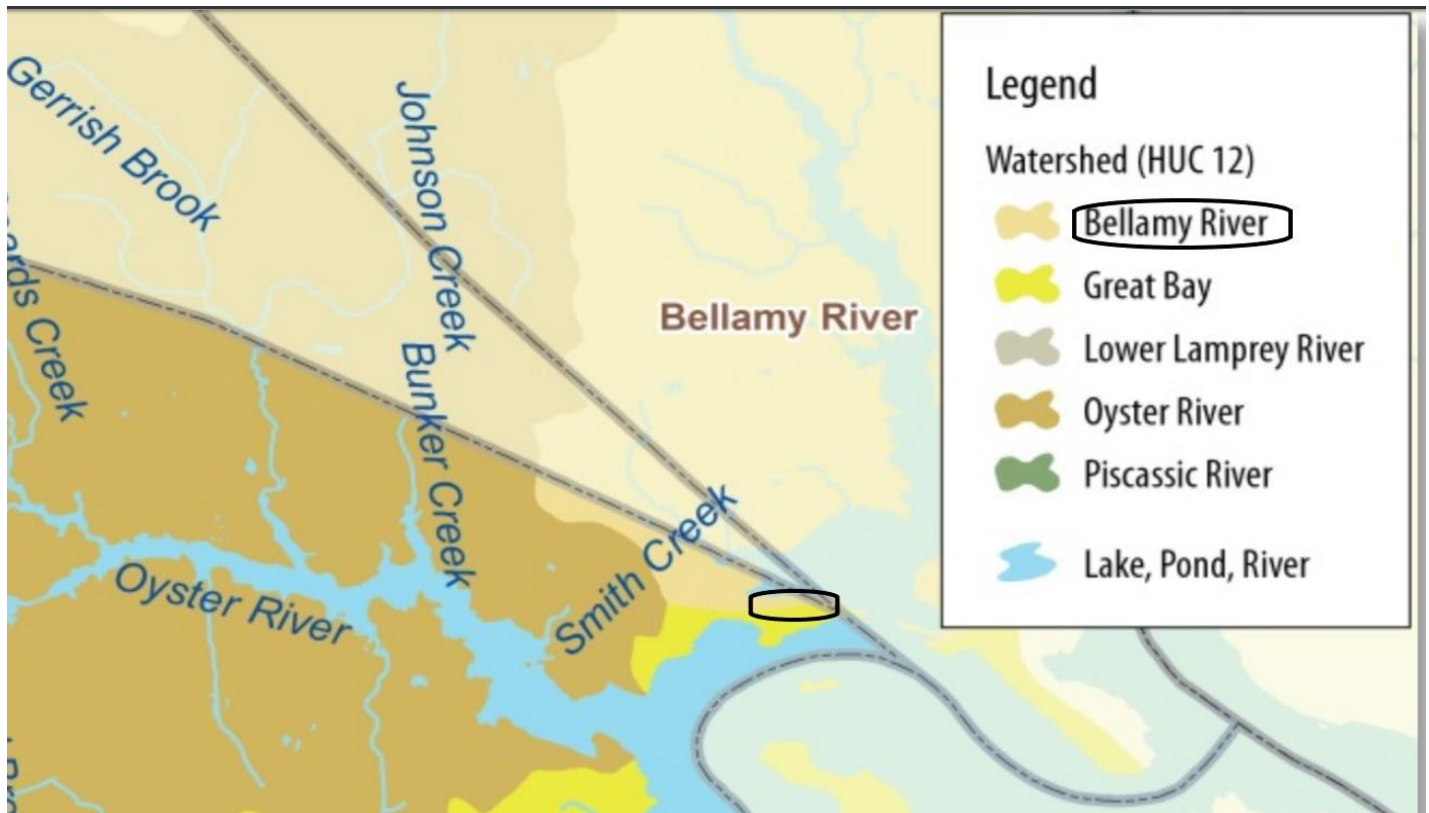 Gerrish Brook
Johnson Creek
Creek
Bunker Creek
Bellamy River
Smith Creek
Oyster River
Legend
Watershed (HUC 12)
Bellamy River
Great Bay
Lower Lamprey River
Oyster River
Piscassic River
Lake, Pond, River